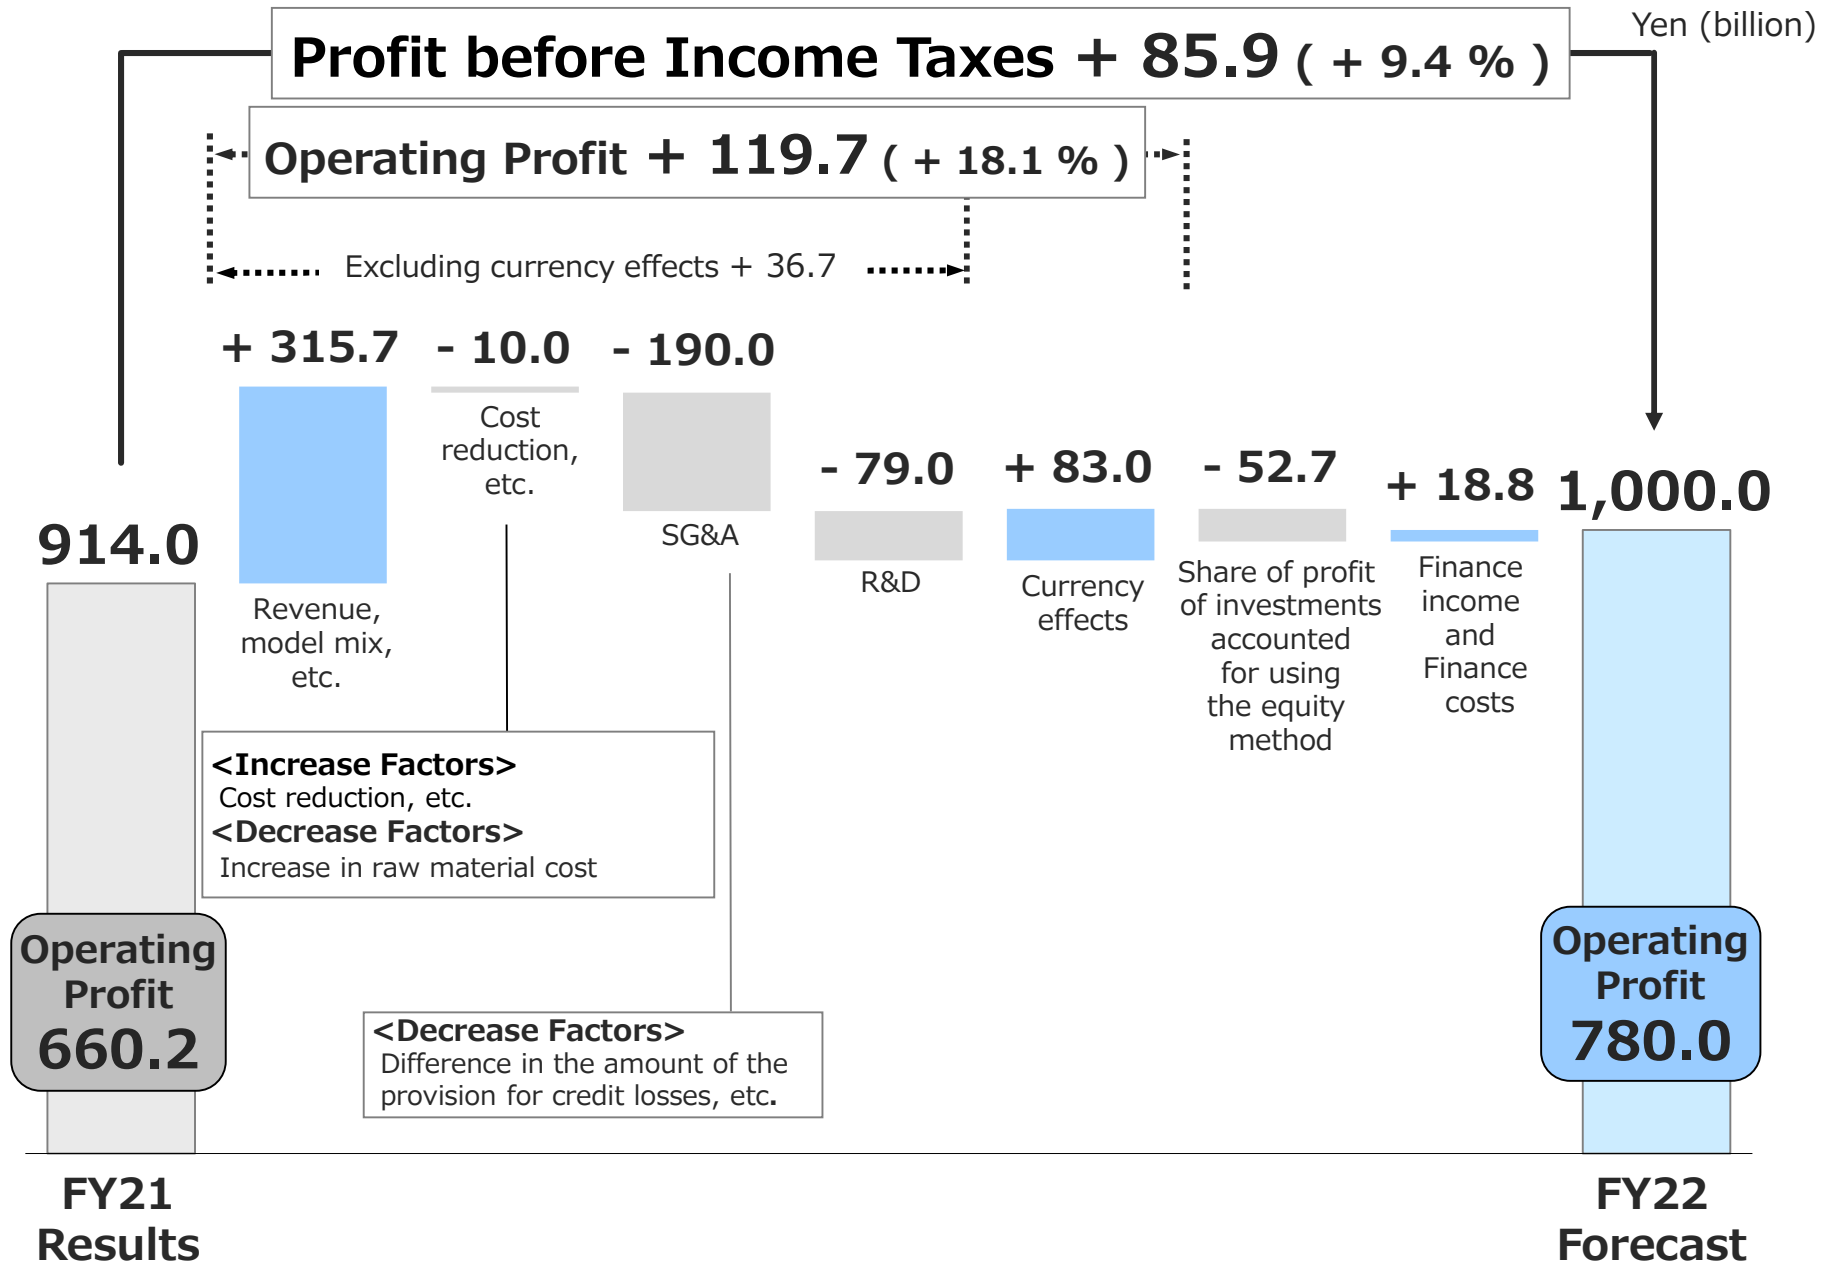 Yen (billion)
Profit before Income Taxes + 85.9 ( + 9.4 % )
Operating Profit + 119.7 ( + 18.1 % )
Excluding currency effects + 36.7
914.0
+ 315.7
Revenue,
model mix,
etc.
- 10.0
Cost
reduction,
etc.
- 190.0
SG&A
- 79.0
R&D
+ 83.0
Currency
effects
- 52.7
Share of profit
of investments
accounted
for using
the equity
method
+ 18.8
Finance
income
and
Finance
costs
1,000.0
<Increase Factors>
Cost reduction, etc.
<Decrease Factors>
Increase in raw material cost
<Decrease Factors>
Difference in the amount of the
provision for credit losses, etc.
Operating
Profit
660.2
Operating
Profit
780.0
FY21
Results
FY22
Forecast